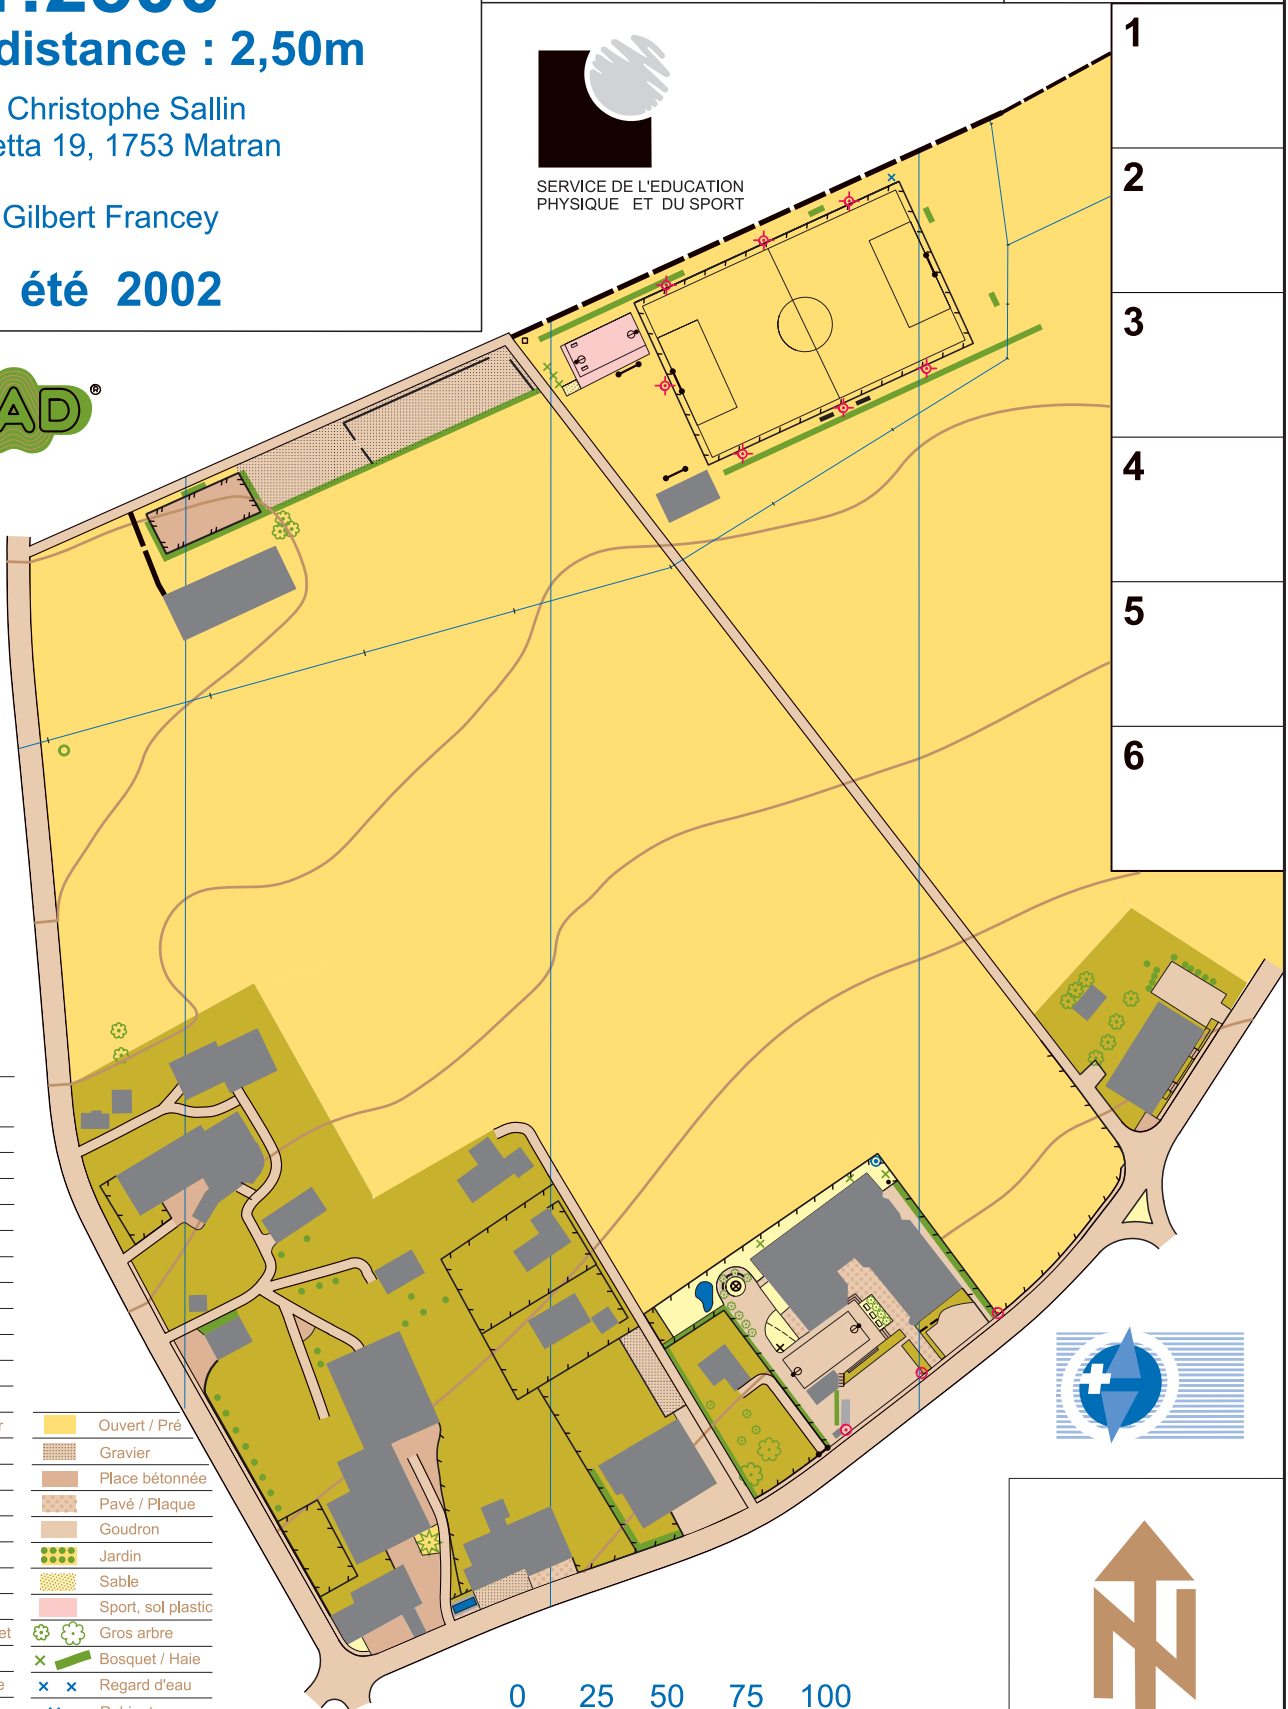 distance : 2,50m
Christophe Sallin
etta 19, 1753 Matran
Gilbert Francey
été 2002
SERVICE DE L'EDUCATION
PHYSIQUE ET DU SPORT
AD®
1
2
3
4
5
6
r
Ouvert / Pré
Gravier
Place bétonnée
Pavé / Plaque
Goudron
Jardin
Sable
Sport, sol plastic
et
Gros arbre
Bosquet / Haie
e
Regard d'eau
0 25 50 75 100
N